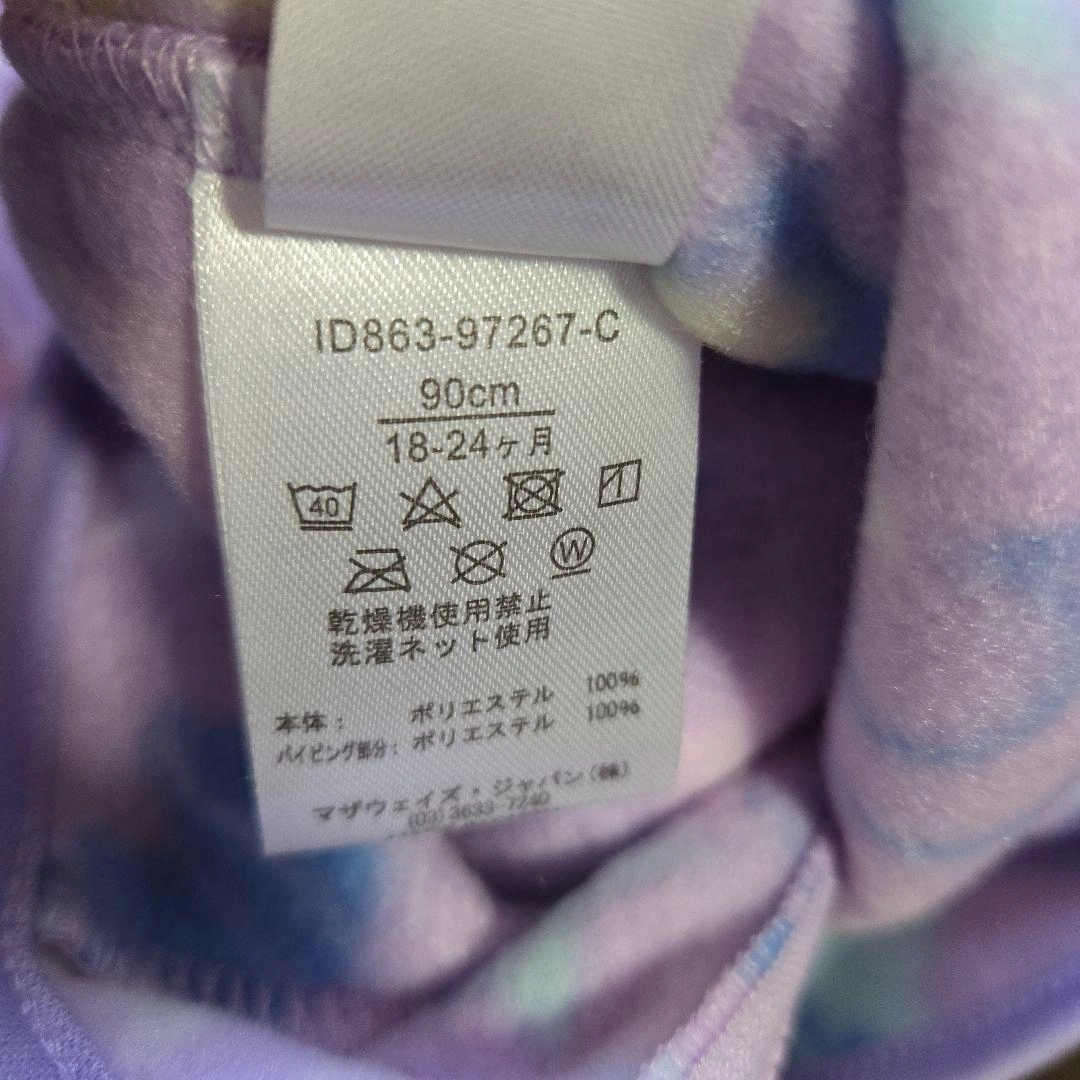 ID863-97267-C
90cm
18-24ヶ月
40
W
乾燥機使用禁止
洗濯ネット使用
本体： ポリエステル 100%
パイピング部分： ポリエステル 100%
マザウェイズ・ジャパン(株)
(03)3633-7240